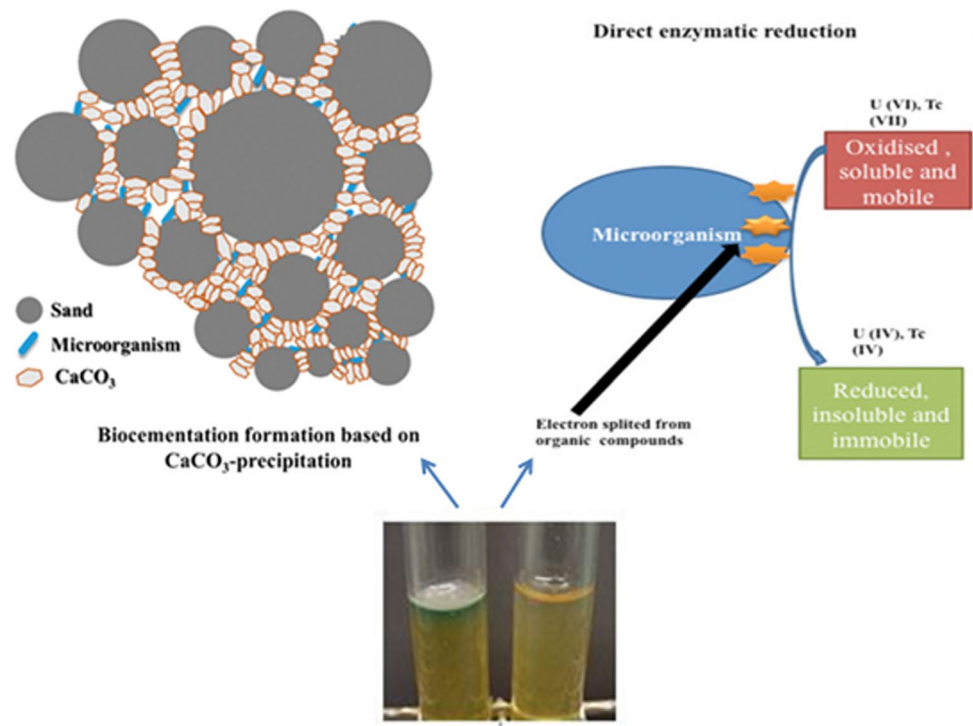 Direct enzymatic reduction
U (VI), Tc
(VII)
Oxidised ,
soluble and
mobile
Microorganism
U (IV), Tc
(IV)
Reduced,
insoluble and
immobile
Electron splited from
organic compounds
Sand
Microorganism
CaCO₃
Biocementation formation based on
CaCO₃-precipitation